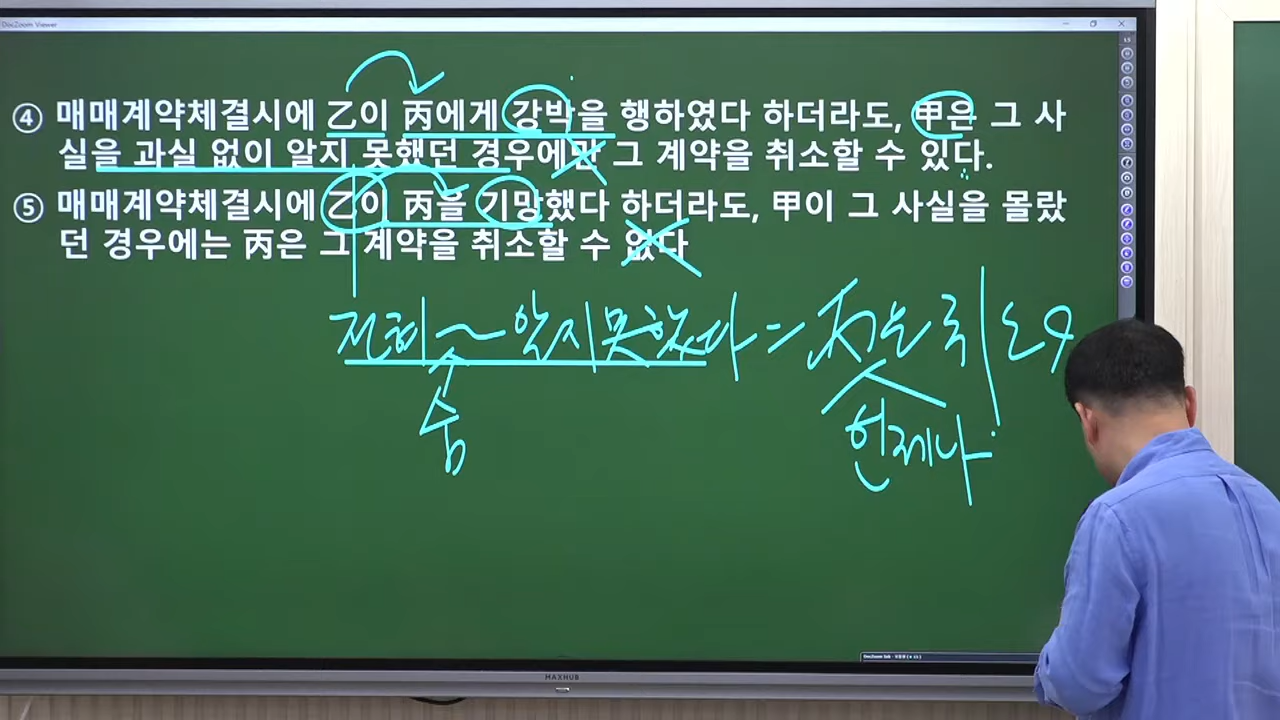 DocZoom Viewer
④ 매매계약체결시에 乙이 丙에게 강박을 행하였다 하더라도, 甲은 그 사
실을 과실 없이 알지 못했던 경우에만 그 계약을 취소할 수 있다.
⑤ 매매계약체결시에 乙이 丙을 기망했다 하더라도, 甲이 그 사실을 몰랐
던 경우에는 丙은 그 계약을 취소할 수 없다
알지 못했다 = 丙은
언제나
MAXHUB